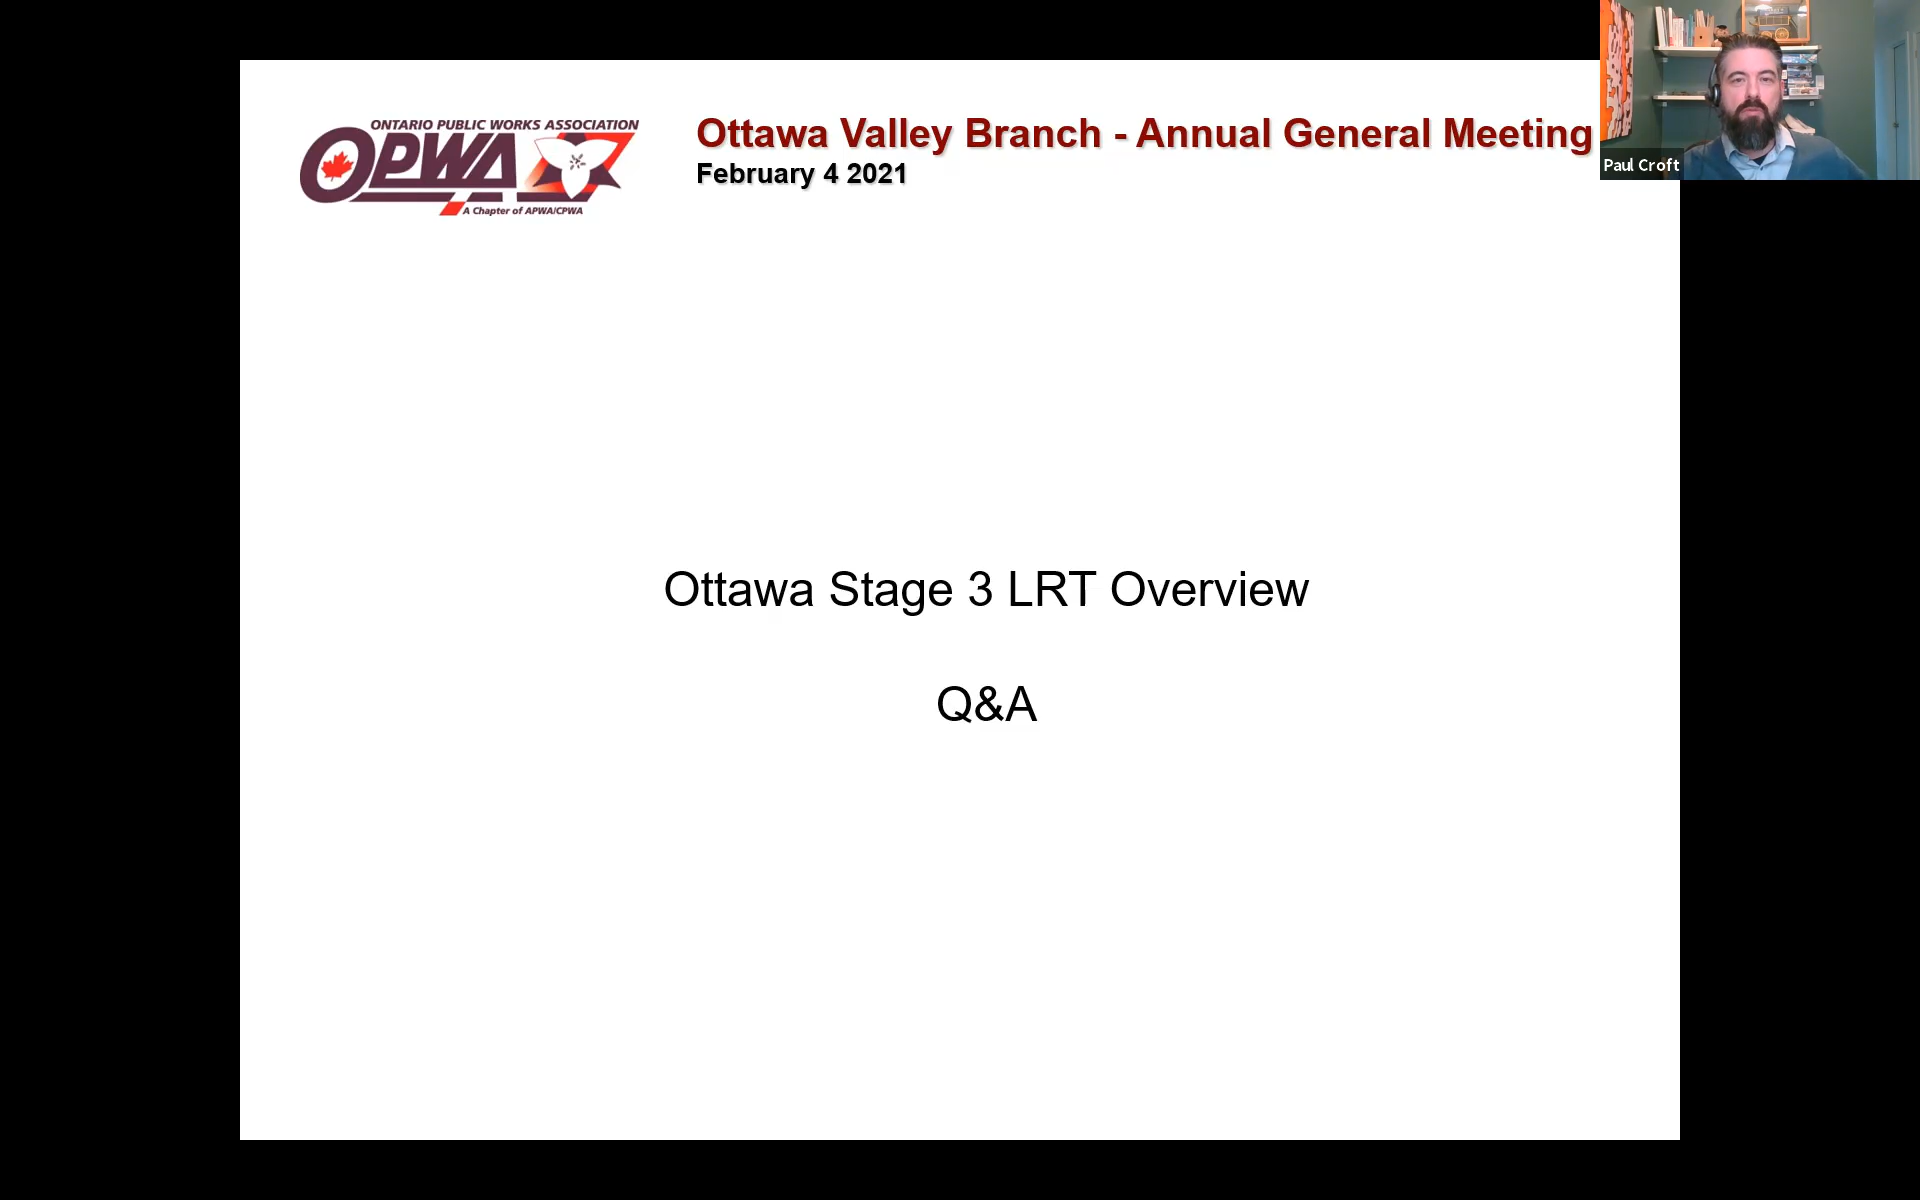 ONTARIO PUBLIC WORKS ASSOCIATION
OPWA
A Chapter of APWA/CPWA
Ottawa Valley Branch - Annual General Meeting
February 4 2021
Paul Croft
Ottawa Stage 3 LRT Overview
Q&A